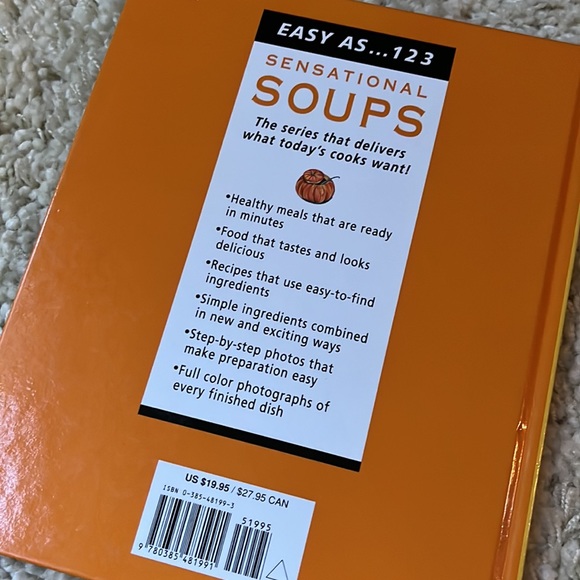 EASY AS...123
SENSATIONAL
SOUPS
The series that delivers
what today's cooks want!
•Healthy meals that are ready
in minutes
•Food that tastes and looks
delicious
•Recipes that use easy-to-find
ingredients
•Simple ingredients combined
in new and exciting ways
•Step-by-step photos that
make preparation easy
•Full color photographs of
every finished dish
US $19.95 / $27.95 CAN
ISBN 0-385-48199-3
51995
9 780385 481991